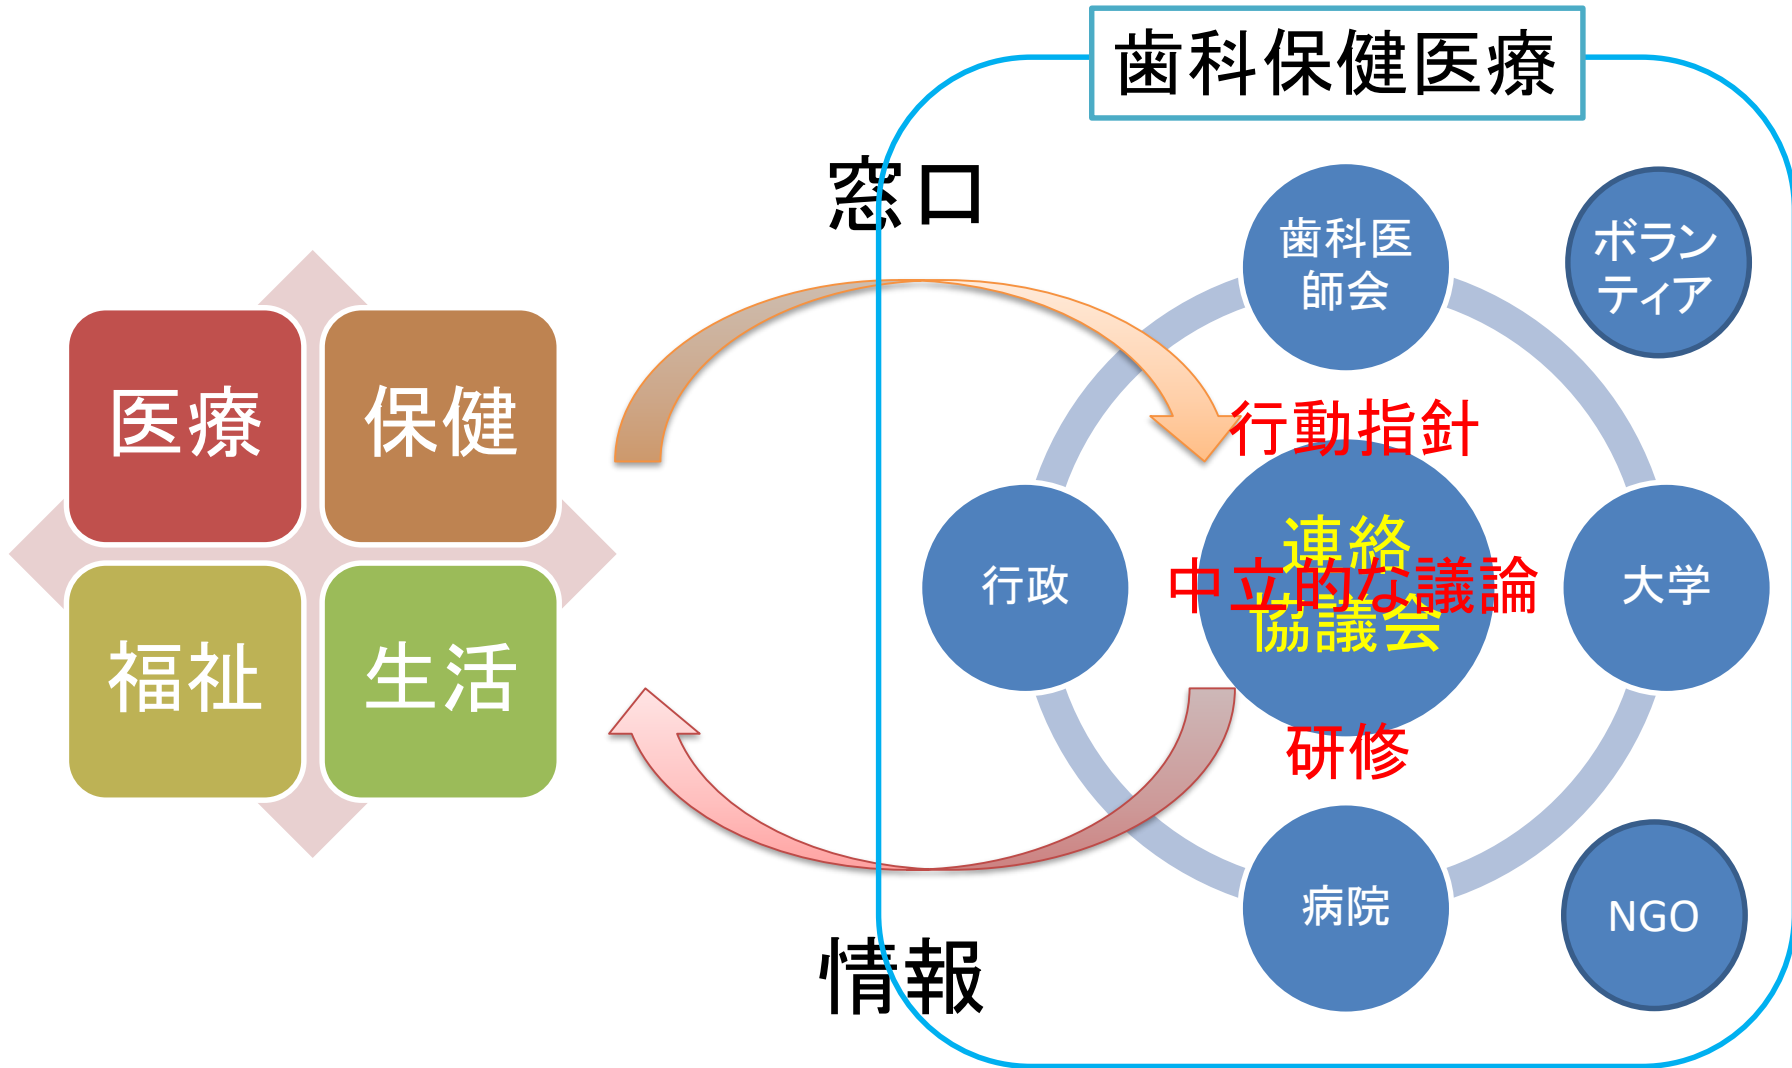 歯科保健医療
窓口
歯科医
師会
ボラン
ティア
医療
保健
行動指針
連絡
協議会
中立的な議論
行政
大学
福祉
生活
研修
病院
NGO
情報